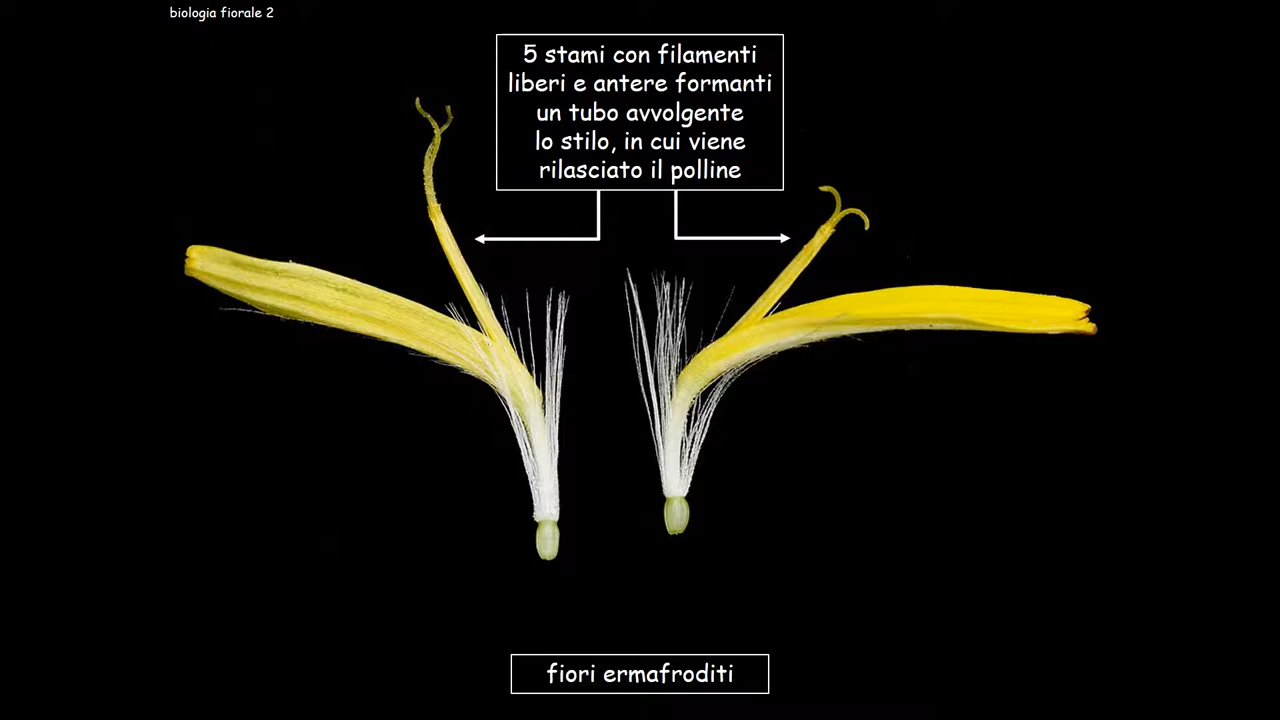 biologia fiorale 2
5 stami con filamenti
liberi e antere formanti
un tubo avvolgente
lo stilo, in cui viene
rilasciato il polline
fiori ermafroditi